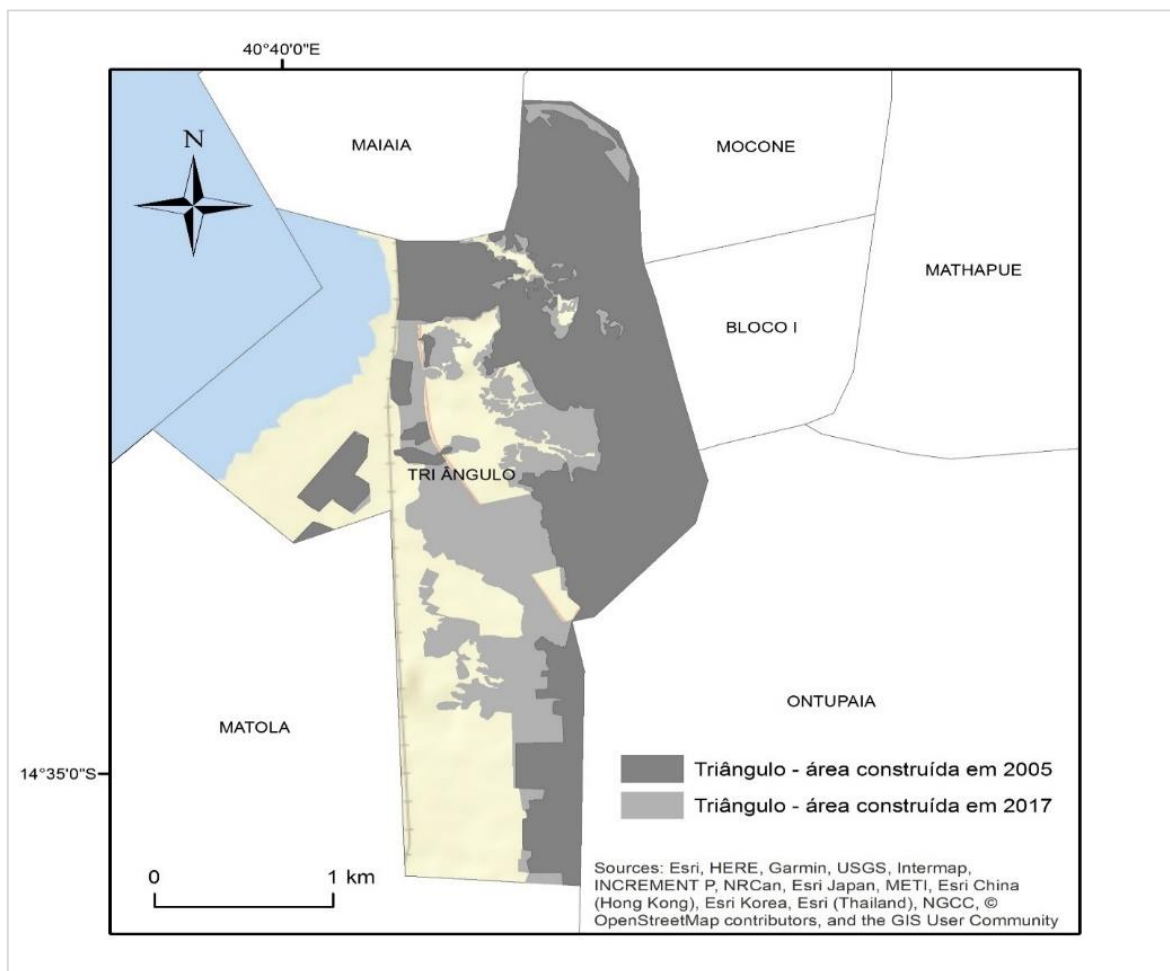 40°40'0"E
N
MAIAIA
MOCONE
MATHAPUE
BLOCO I
TRI ÂNGULO
MATOLA
ONTUPAIA
14°35'0"S
Triângulo - área construída em 2005
Triângulo - área construída em 2017
0 1 km
Sources: Esri, HERE, Garmin, USGS, Intermap,
INCREMENT P, NRCan, Esri Japan, METI, Esri China
(Hong Kong), Esri Korea, Esri (Thailand), NGCC, ©
OpenStreetMap contributors, and the GIS User Community